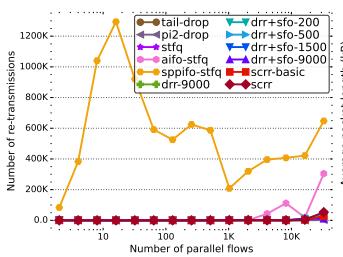 tail-drop
pi2-drop
stfq
aifo-stfq
sppifo-stfq
drr-9000
drr+sfo-200
drr+sfo-500
drr+sfo-1500
drr+sfo-9000
scrr-basic
scrr
Number of re-transmissions
1200K
1000K
800K
600K
400K
200K
0.0
10
100
1K
10K
Number of parallel flows